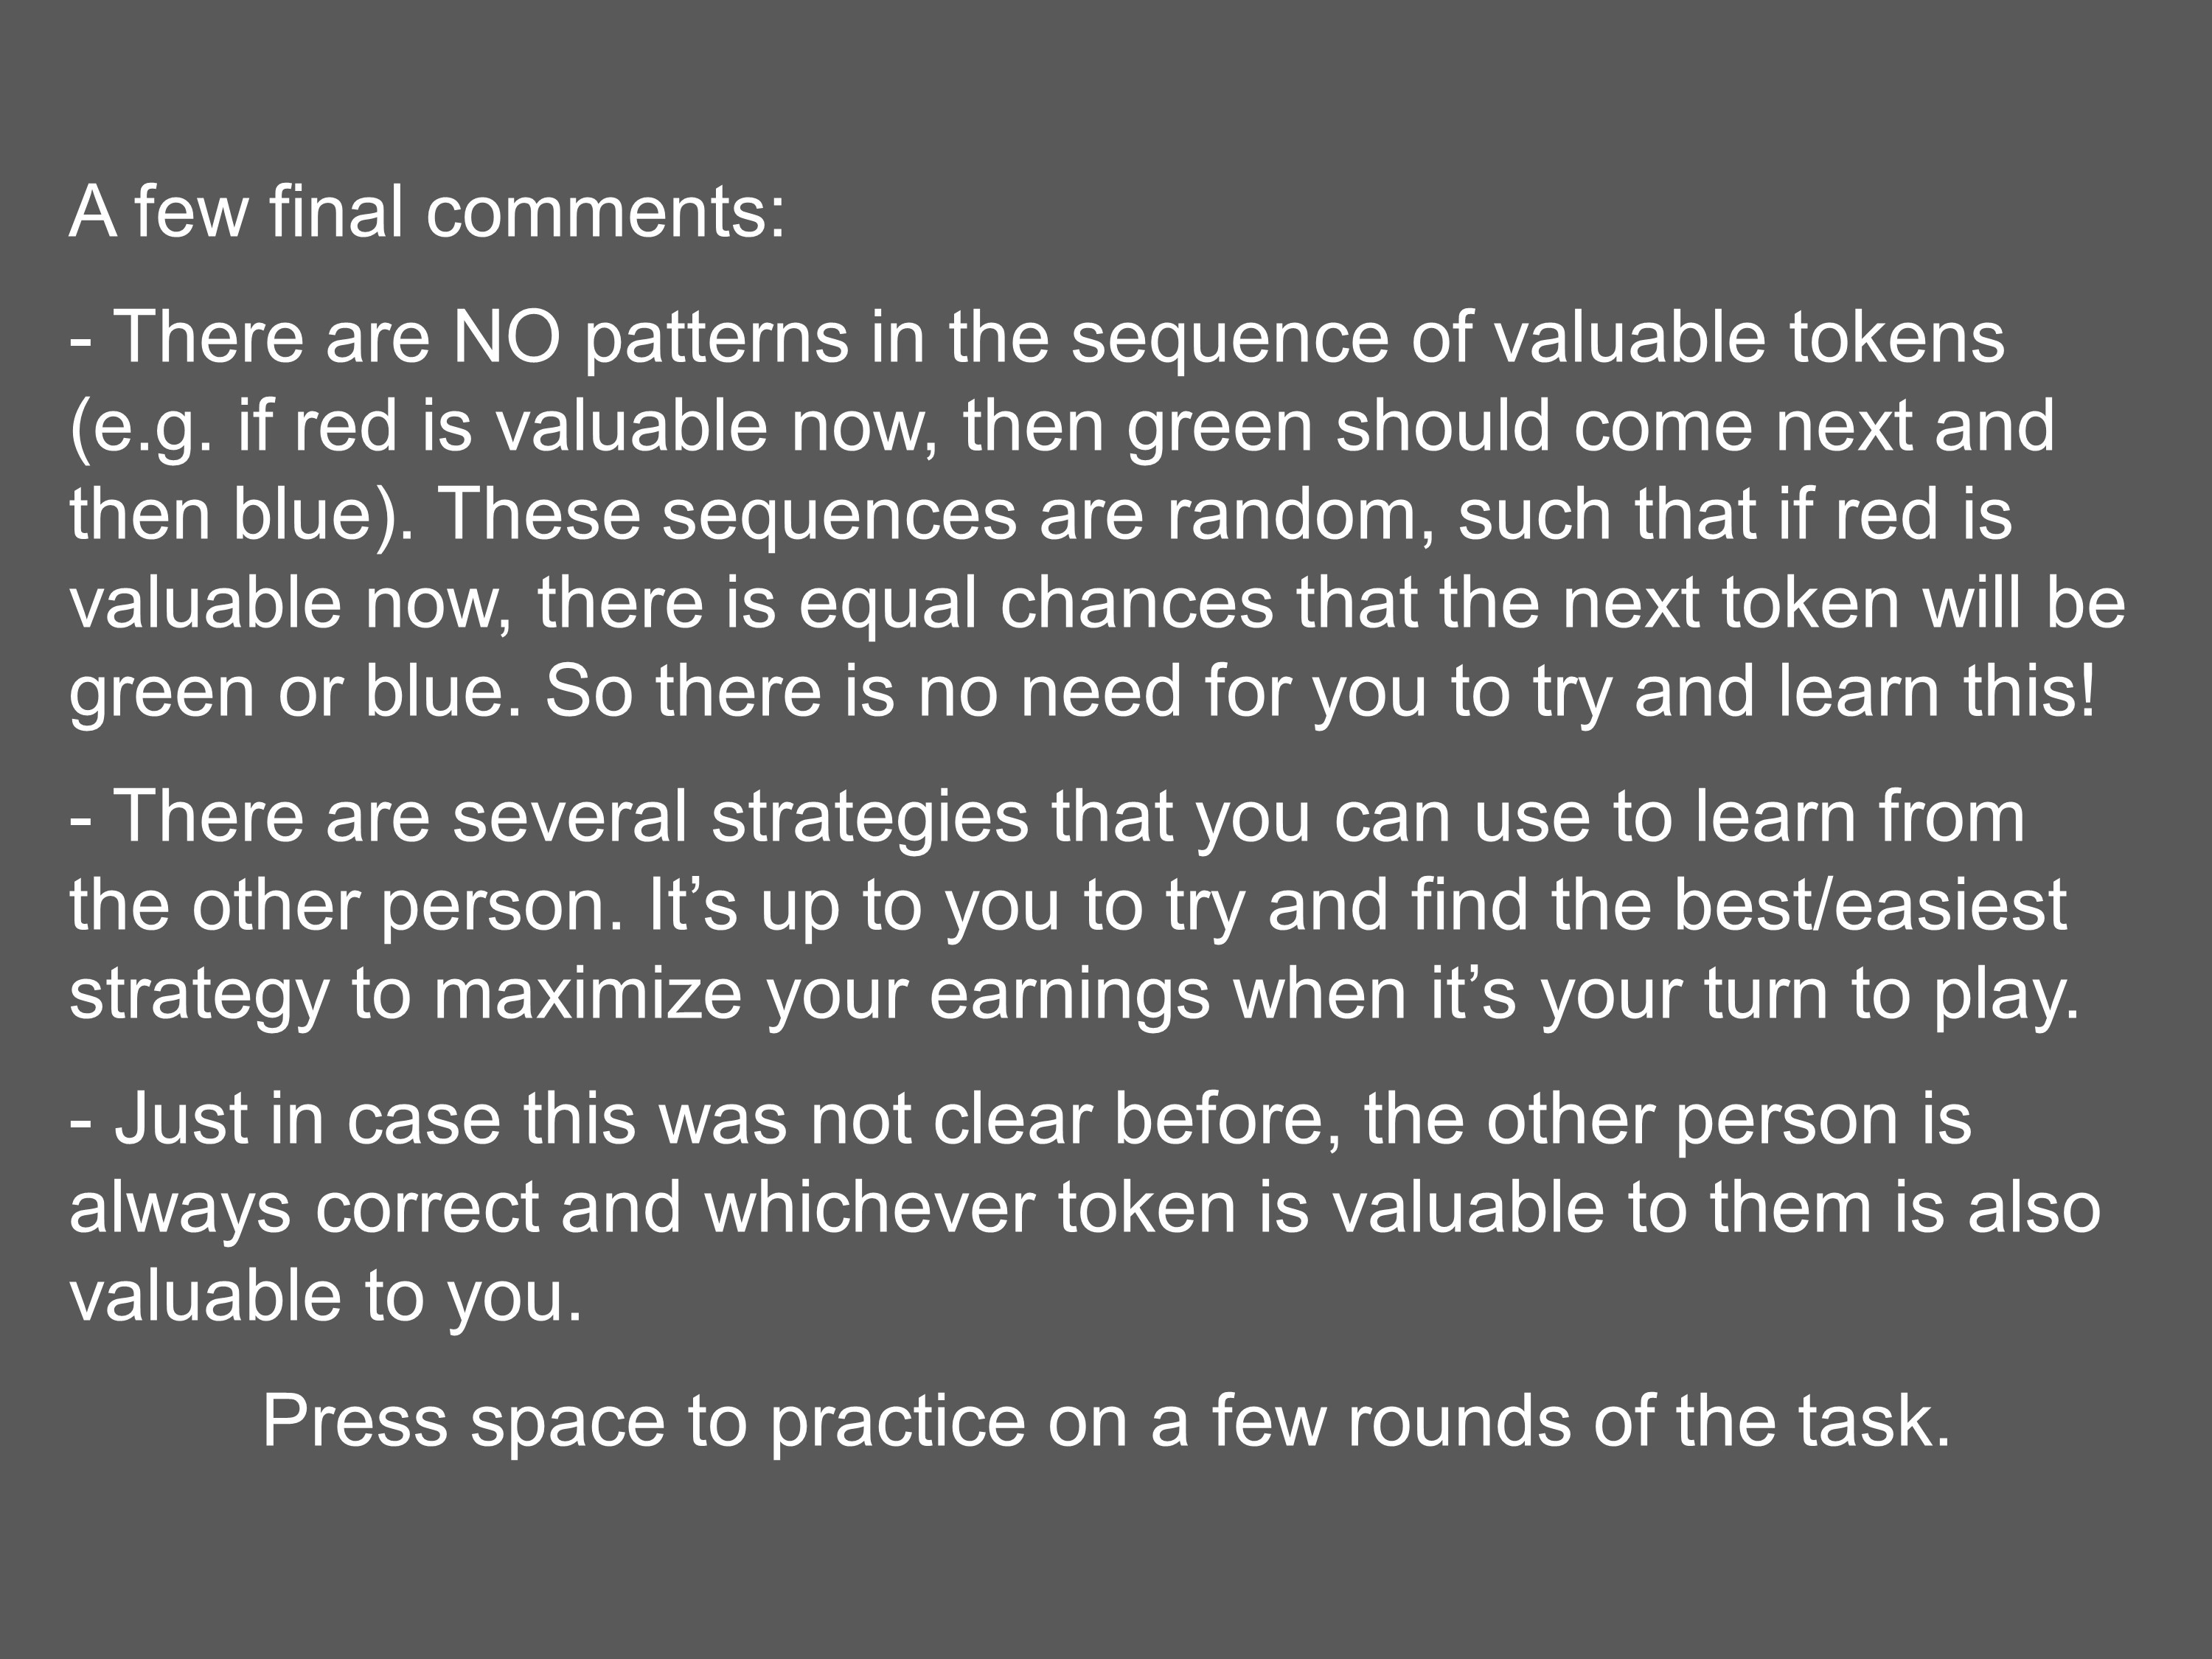 A few final comments:
- There are NO patterns in the sequence of valuable tokens
(e.g. if red is valuable now, then green should come next and
then blue). These sequences are random, such that if red is
valuable now, there is equal chances that the next token will be
green or blue. So there is no need for you to try and learn this!
- There are several strategies that you can use to learn from
the other person. It’s up to you to try and find the best/easiest
strategy to maximize your earnings when it’s your turn to play.
- Just in case this was not clear before, the other person is
always correct and whichever token is valuable to them is also
valuable to you.
Press space to practice on a few rounds of the task.